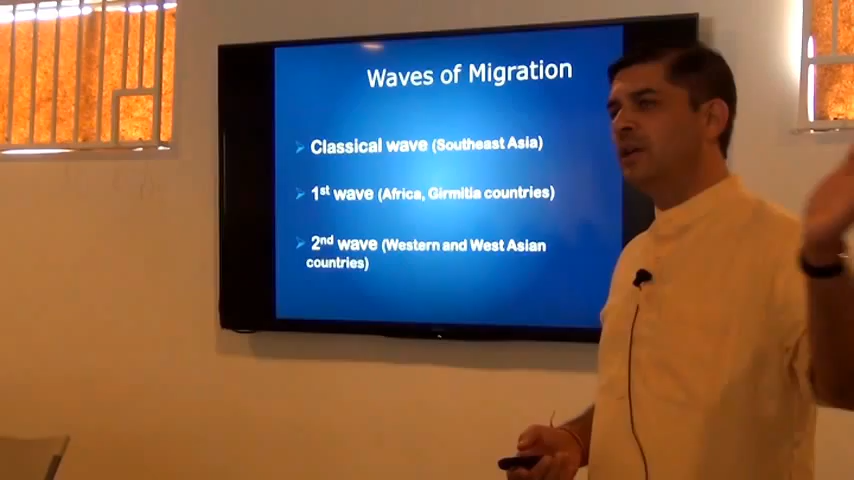 Waves of Migration
Classical wave (Southeast Asia)
1st wave (Africa, Girmitia countries)
2nd wave (Western and West Asian
countries)